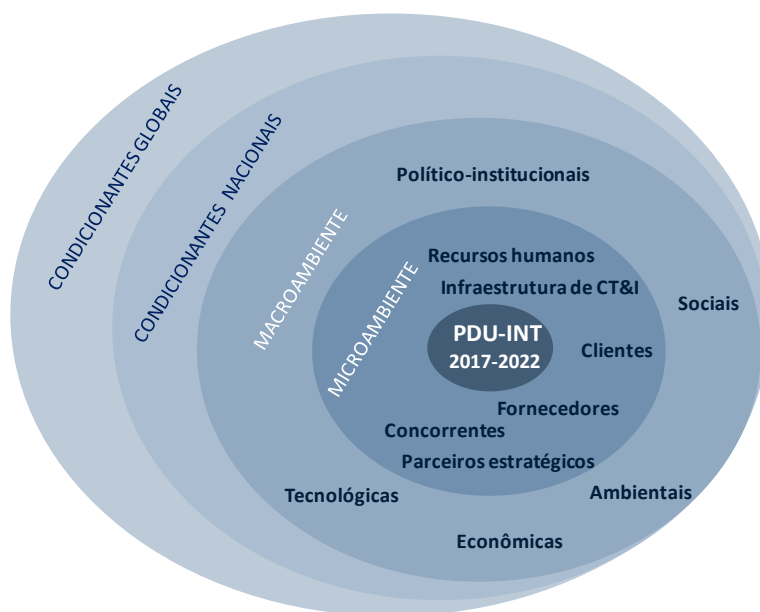 CONDICIONANTES GLOBAIS
CONDICIONANTES NACIONAIS
MACROAMBIENTE
MICROAMBIENTE
Político-institucionais
Recursos humanos
Infraestrutura de CT&I
Sociais
PDU-INT
2017-2022
Clientes
Fornecedores
Concorrentes
Parceiros estratégicos
Tecnológicas
Ambientais
Econômicas